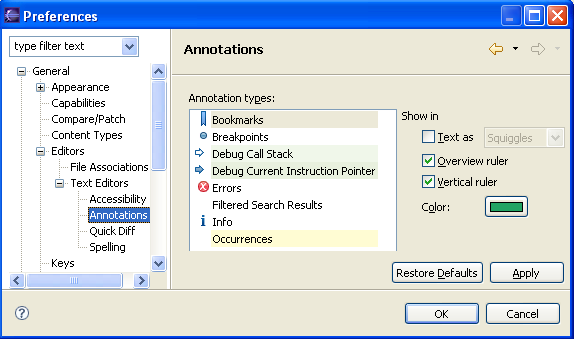 Preferences
type filter text
General
Appearance
Capabilities
Compare/Patch
Content Types
Editors
File Associations
Text Editors
Accessibility
Annotations
Quick Diff
Spelling
Keys
Annotations
Annotation types:
Bookmarks
Breakpoints
Debug Call Stack
Debug Current Instruction Pointer
Errors
Filtered Search Results
Info
Occurrences
Show in
Text as Squiggles
Overview ruler
Vertical ruler
Color:
Restore Defaults Apply
OK Cancel